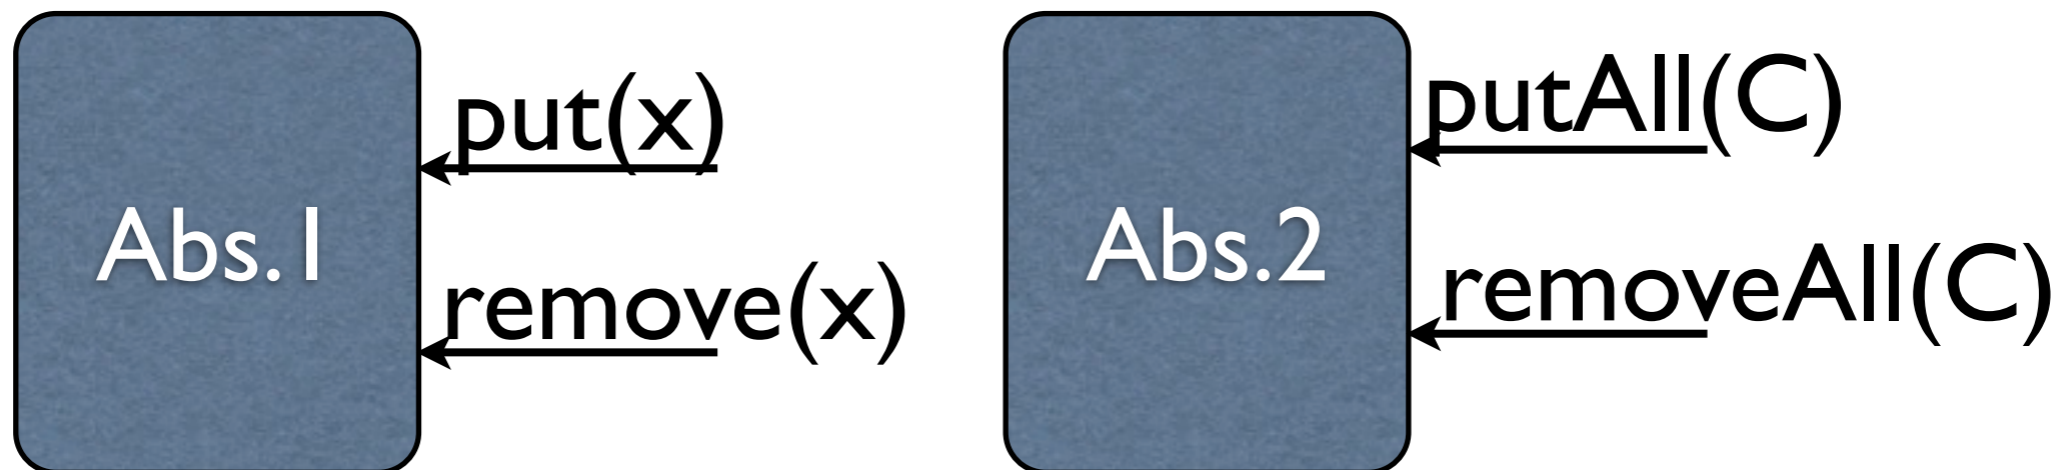 put(x)
Abs.1
remove(x)
putAll(C)
Abs.2
removeAll(C)